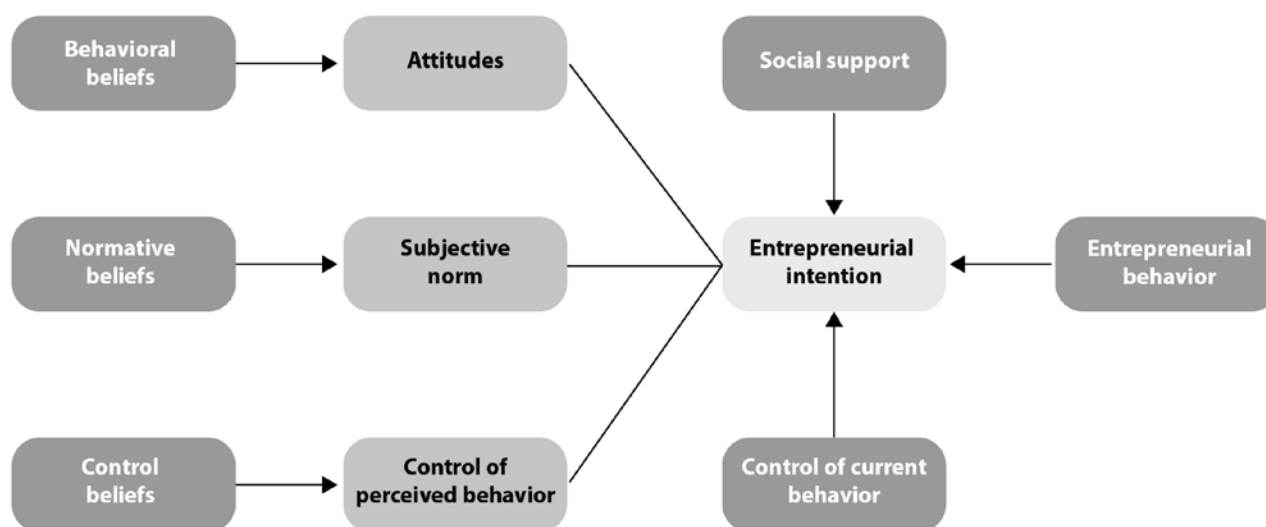 Behavioral
beliefs
Attitudes
Social support
Normative
beliefs
Subjective
norm
Entrepreneurial
intention
Entrepreneurial
behavior
Control
beliefs
Control of
perceived behavior
Control of current
behavior